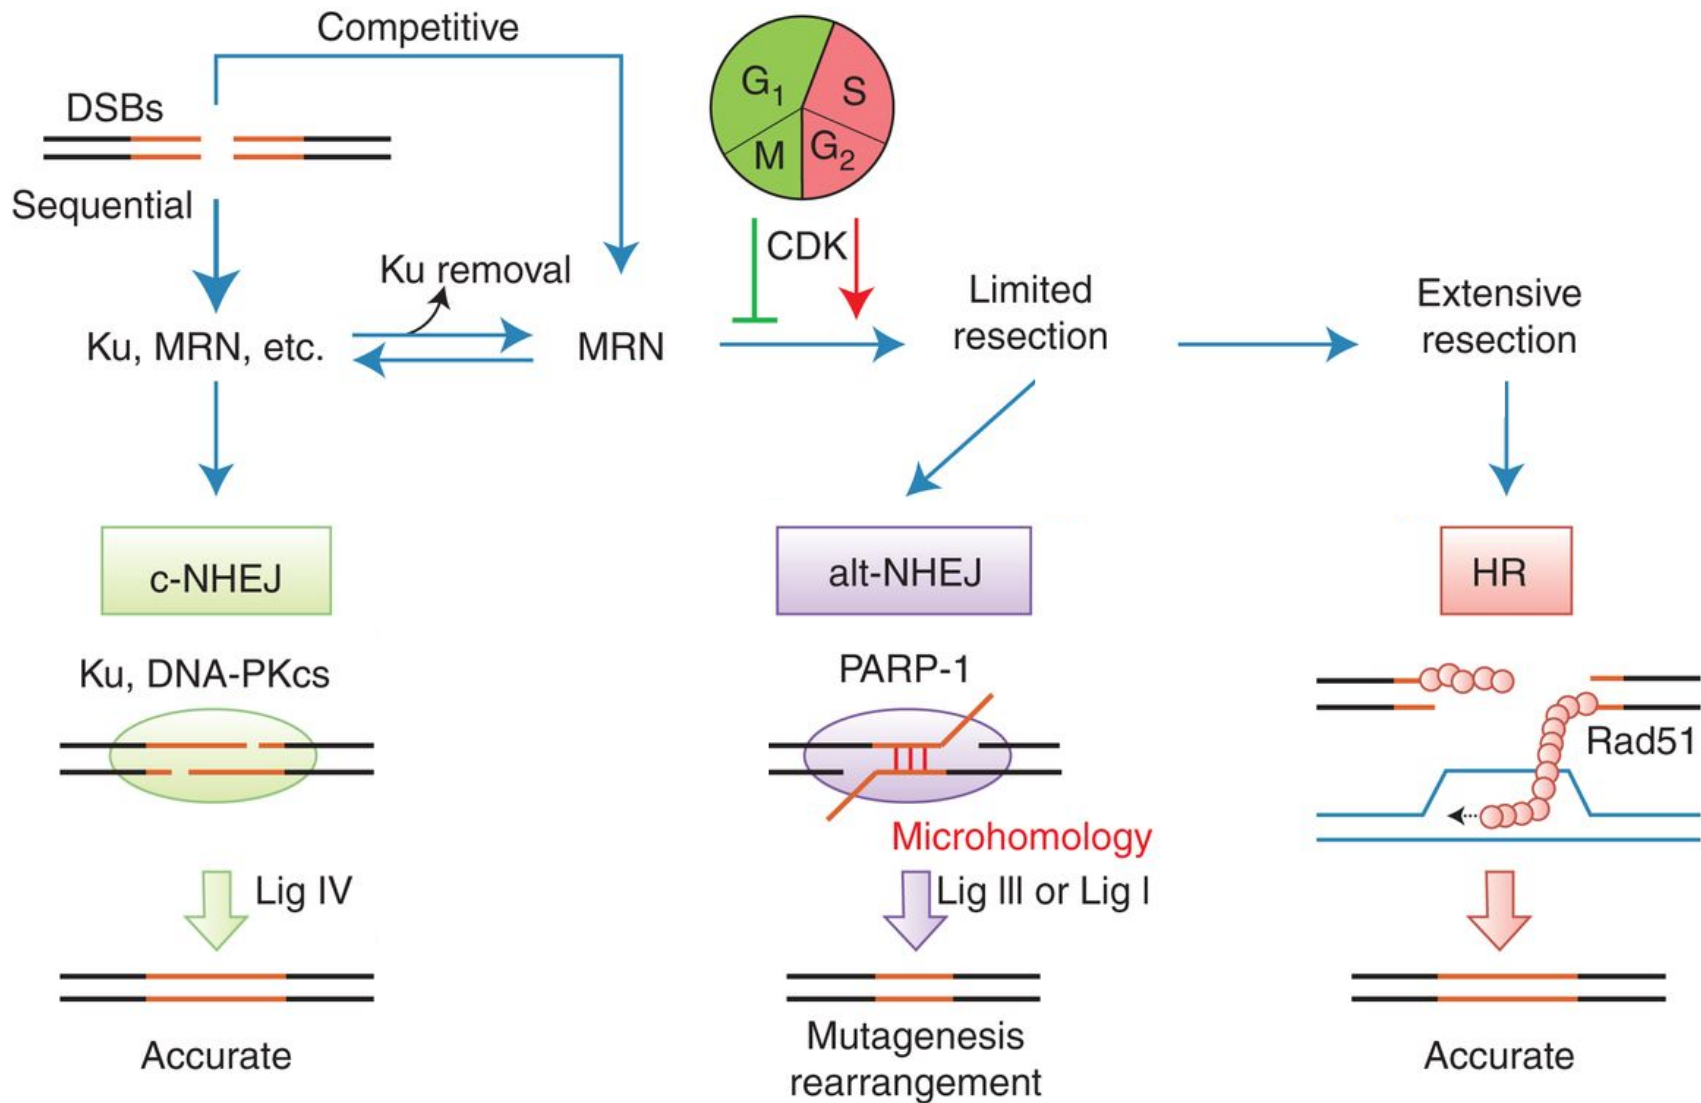 Competitive
DSBs
Sequential
G1
S
M
G2
CDK
Ku removal
Ku, MRN, etc.
MRN
Limited
resection
Extensive
resection
c-NHEJ
alt-NHEJ
HR
Ku, DNA-PKcs
PARP-1
Rad51
Microhomology
Lig IV
Lig III or Lig I
Accurate
Mutagenesis
rearrangement
Accurate